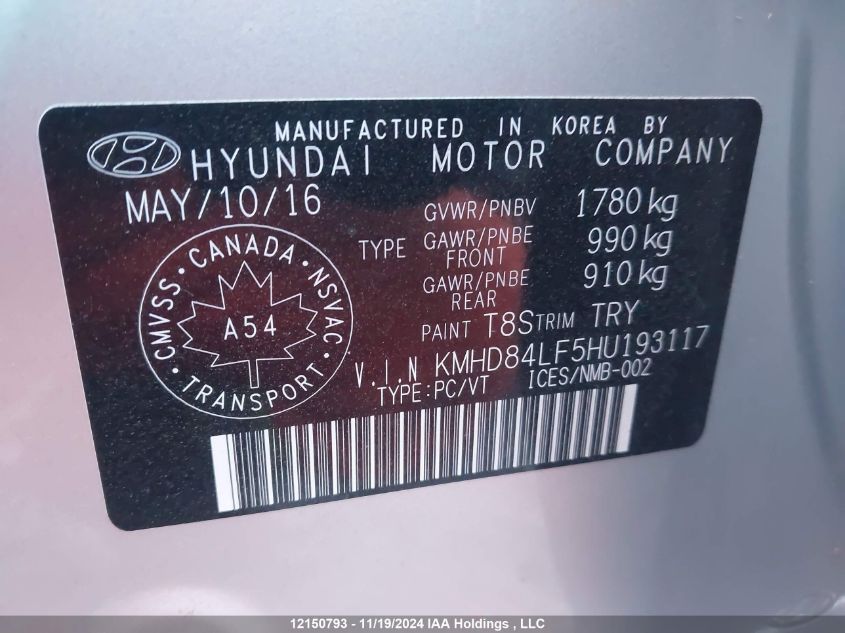 MANUFACTURED IN KOREA BY
HYUNDAI MOTOR COMPANY
MAY/10/16
GVWR/PNBV 1780 kg
TYPE GAWR/PNBE FRONT 990 kg
GAWR/PNBE REAR 910 kg
PAINT T8S TRIM TRY
V.I.N KMHD84LF5HU193117
TYPE:PC/VT ICES/NMB-002
CMVSS • CANADA • NSVAC
A54
• TRANSPORT •
12150793 - 11/19/2024 IAA Holdings , LLC